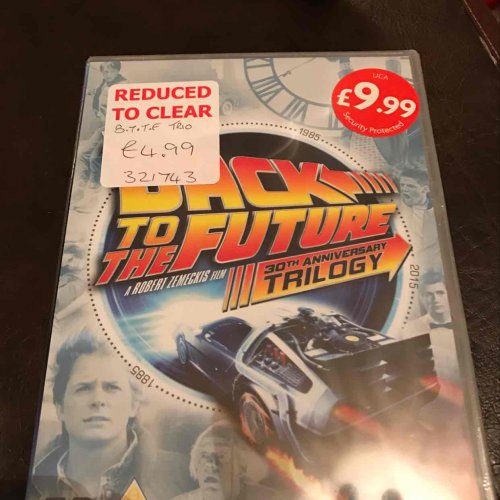 REDUCED
TO CLEAR
B.T.T.F TRIO
£4.99
321743
UCA
£9.99
Security Protected
1985
BACK
TO
THE FUTURE
A ROBERT ZEMECKIS FILM
30TH ANNIVERSARY
TRILOGY
2015
1885